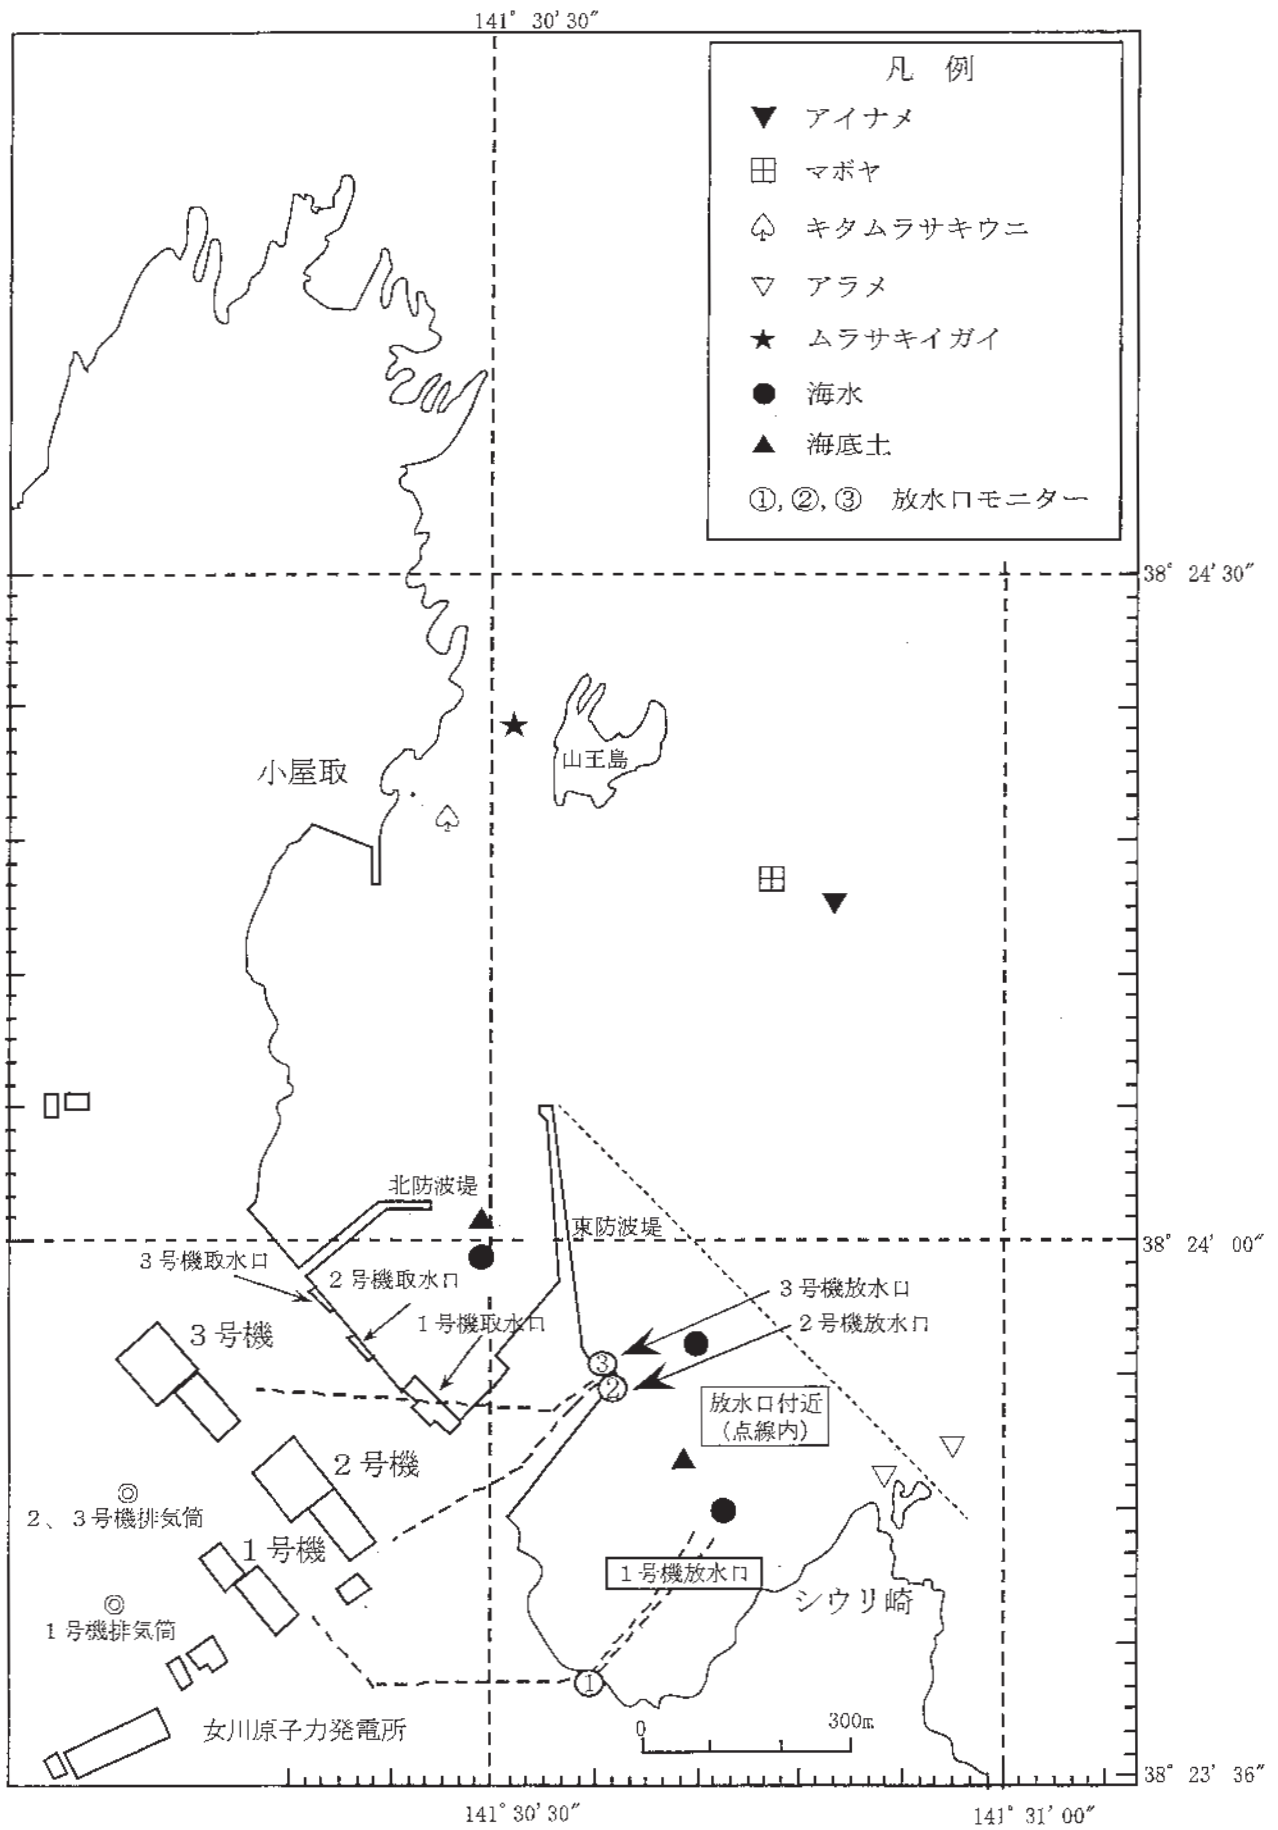 141° 30′30″
凡 例
アイナメ
マボヤ
キタムラサキウニ
アラメ
ムラサキイガイ
海水
海底土
①,②,③ 放水口モニター
38° 24′30″
山王島
小屋取
北防波堤
東防波堤
38° 24′00″
3号機取水口
2号機取水口
3号機放水口
1号機取水口
2号機放水口
3号機
③
②
放水口付近
(点線内)
2号機
2、3号機排気筒
1号機
1号機放水口
シウリ崎
1号機排気筒
①
女川原子力発電所
0
300m
38° 23′36″
141° 30′30″
141° 31′00″